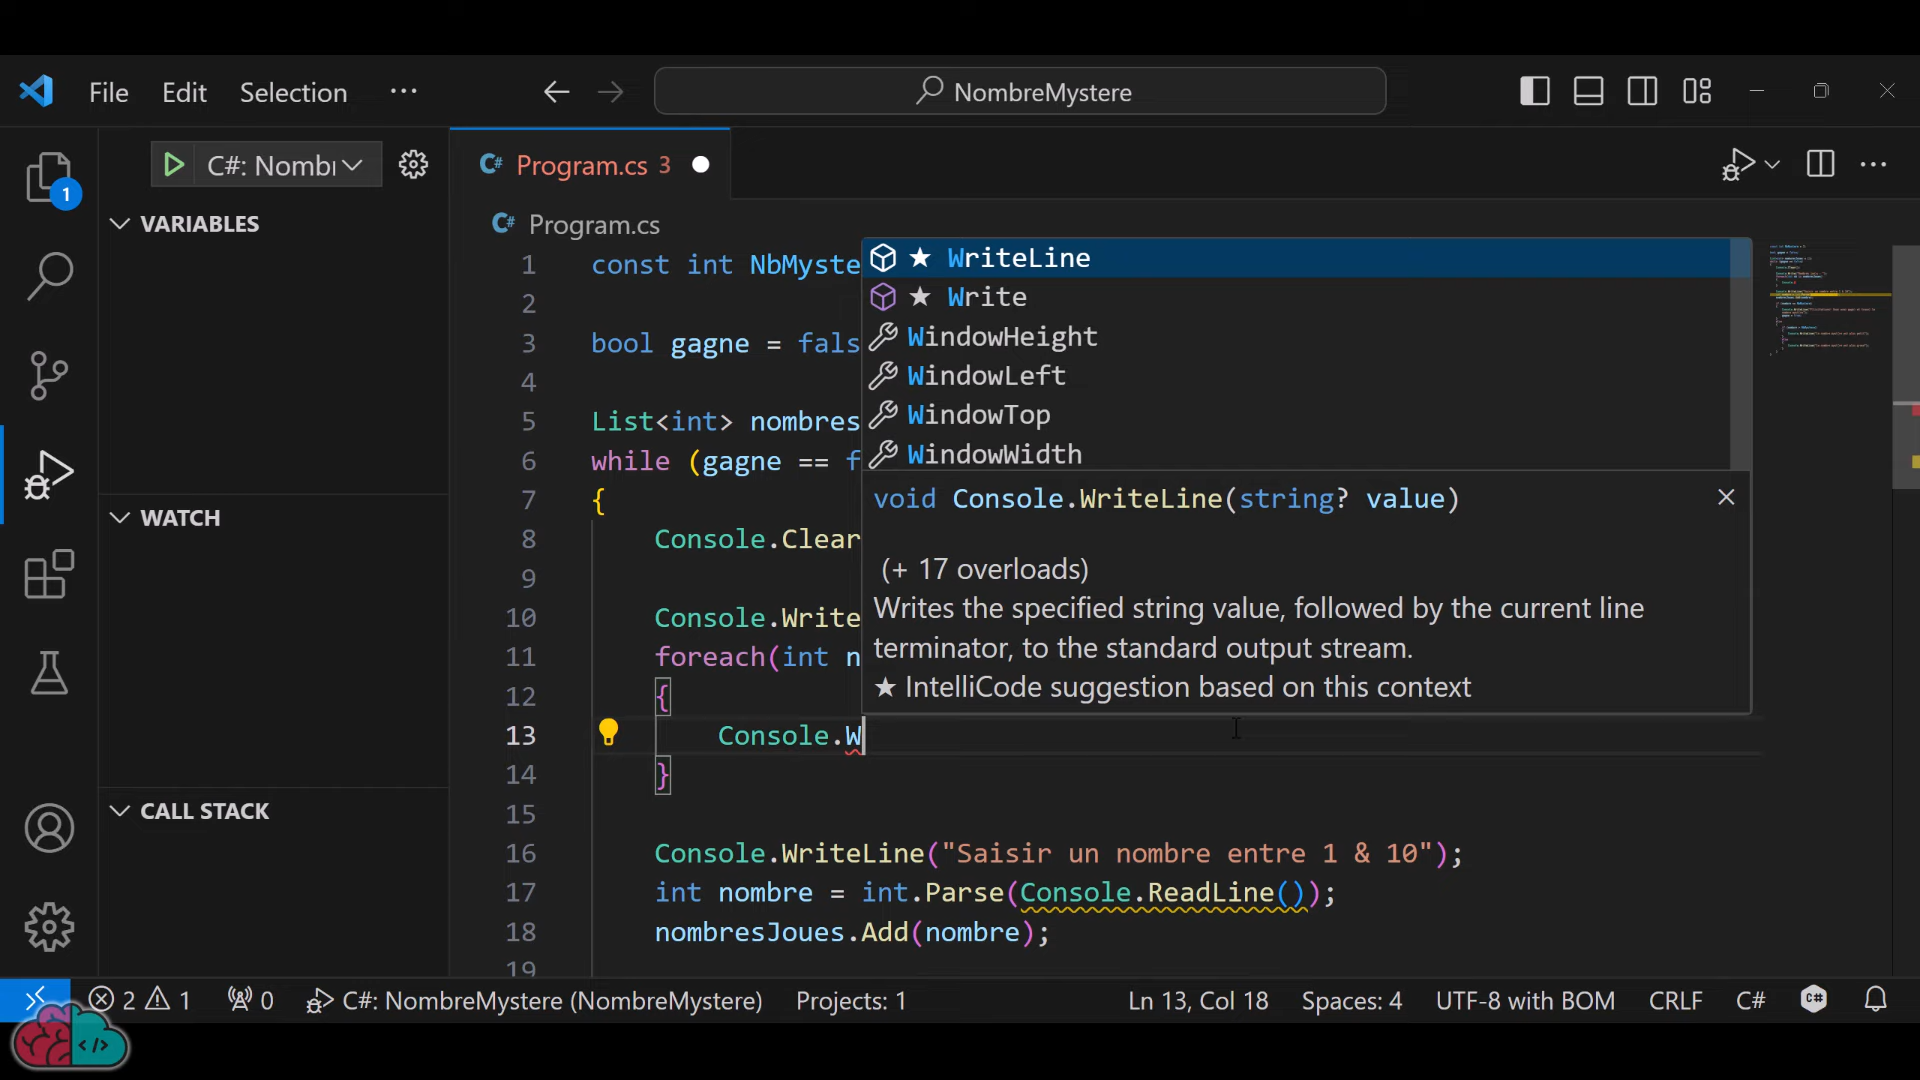 File Edit Selection ··· NombreMystere
C#: Nombr
Program.cs 3
VARIABLES
Program.cs
1 const int NbMyste
2
3 bool gagne = fals
4
5 List<int> nombres
6 while (gagne == f
7 {
8 Console.Clear
9
10 Console.Write
11 foreach(int n
12 {
13 Console.W
14 }
15
16 Console.WriteLine("Saisir un nombre entre 1 & 10");
17 int nombre = int.Parse(Console.ReadLine());
18 nombresJoues.Add(nombre);
19
★ WriteLine
★ Write
WindowHeight
WindowLeft
WindowTop
WindowWidth
void Console.WriteLine(string? value)
(+ 17 overloads)
Writes the specified string value, followed by the current line
terminator, to the standard output stream.
★ IntelliCode suggestion based on this context
1
WATCH
CALL STACK
2 1 0 C#: NombreMystere (NombreMystere) Projects: 1 Ln 13, Col 18 Spaces: 4 UTF-8 with BOM CRLF C#
</>